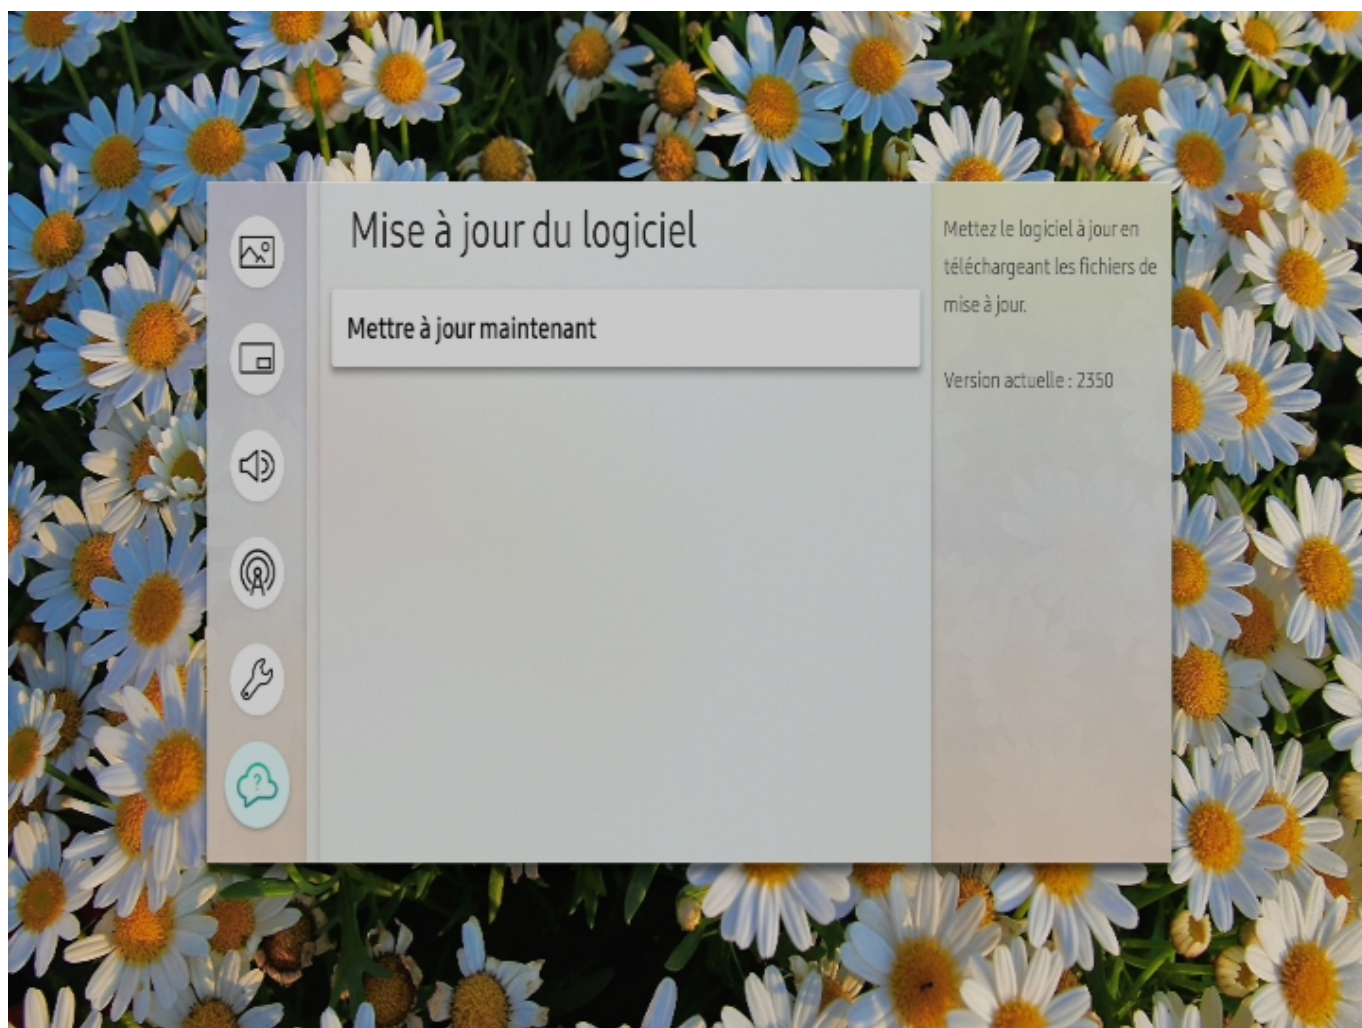 Mise à jour du logiciel
Mettre à jour maintenant
Mettez le logiciel à jour en
téléchargeant les fichiers de
mise à jour.
Version actuelle : 2350
?